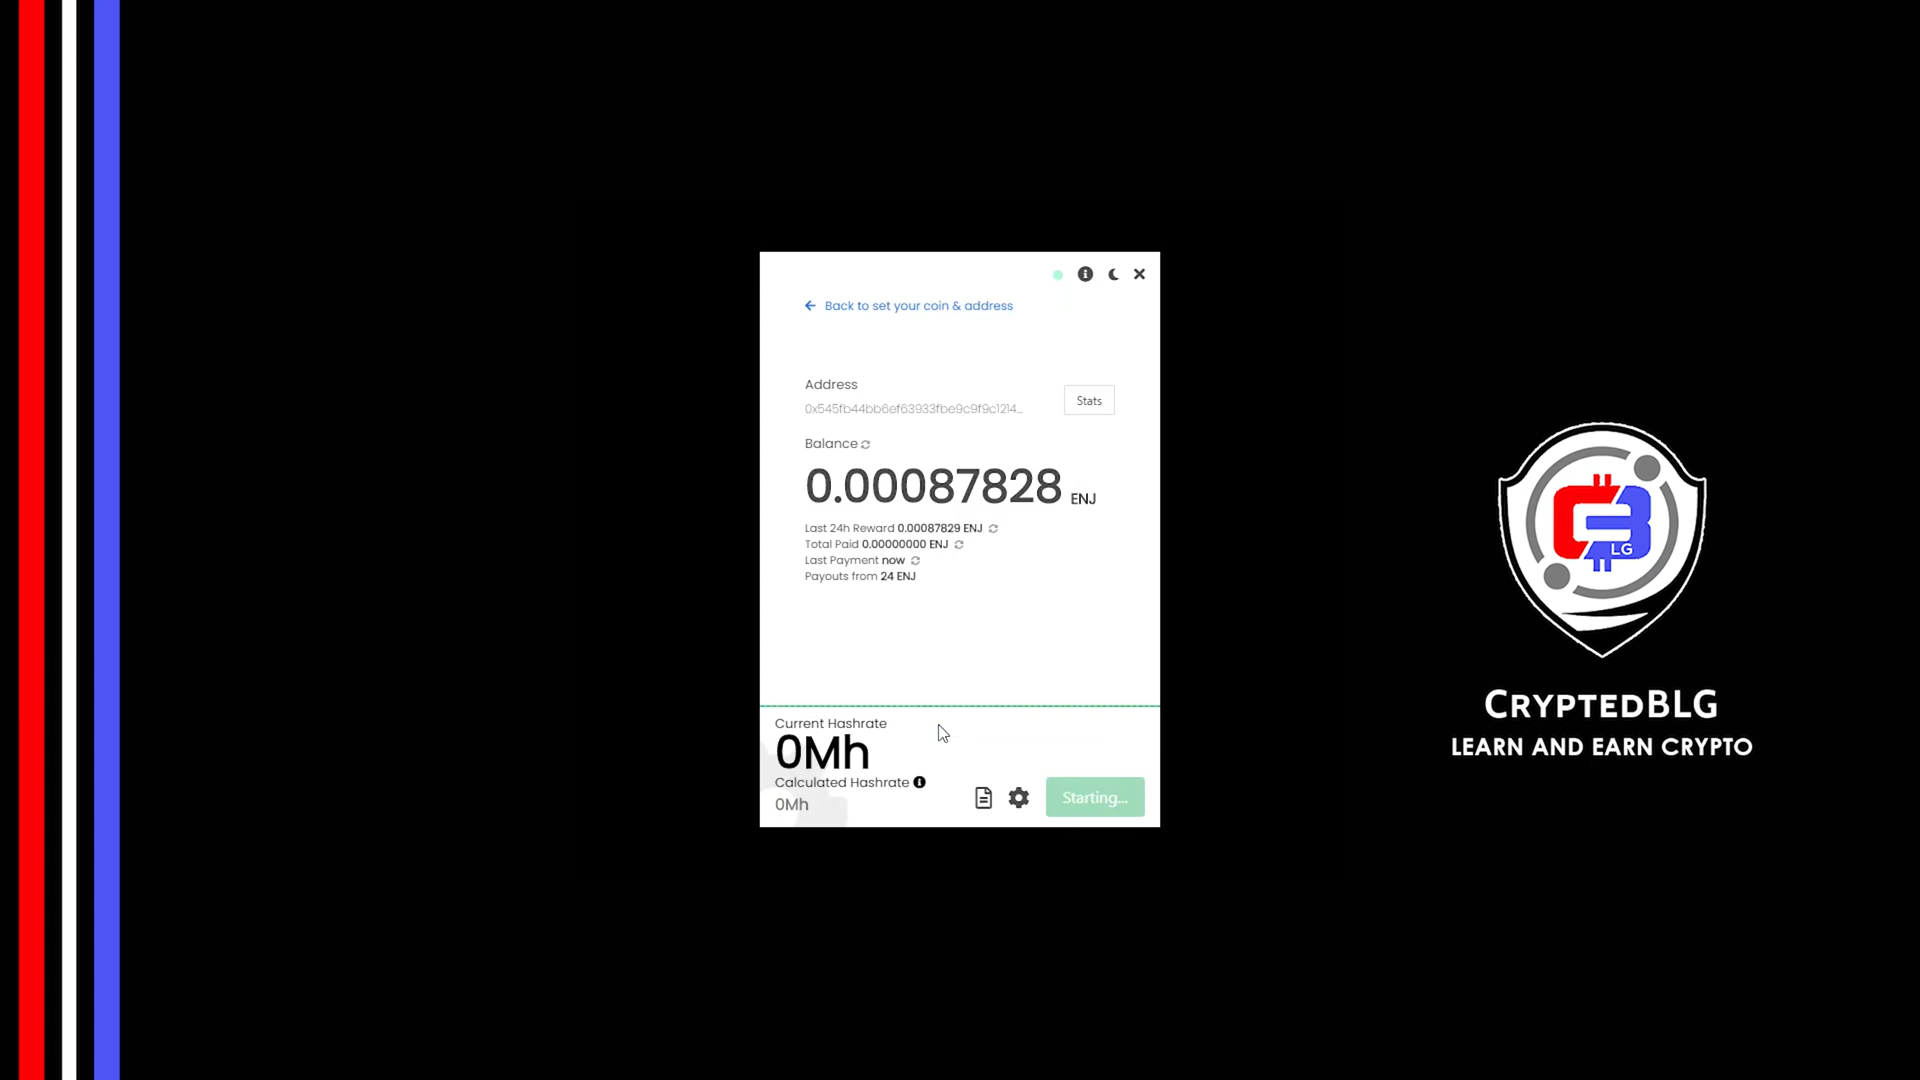 Back to set your coin & address
Address
0x545fb44bb6ef63933fbe9c9f9c1214...
Stats
Balance
0.00087828 ENJ
Last 24h Reward 0.00087829 ENJ
Total Paid 0.00000000 ENJ
Last Payment now
Payouts from 24 ENJ
Current Hashrate
0Mh
Calculated Hashrate
0Mh
Starting...
CB
LG
CRYPTEDBLG
LEARN AND EARN CRYPTO